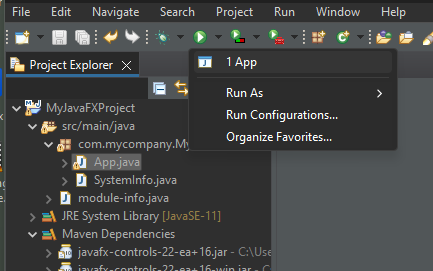 File Edit Navigate Search Project Run Window Help
Project Explorer
1 App
Run As
Run Configurations...
Organize Favorites...
MyJavaFXProject
src/main/java
com.mycompany.My
App.java
SystemInfo.java
module-info.java
JRE System Library [JavaSE-11]
Maven Dependencies
javafx-controls-22-ea+16.jar - C:\Use
javafx-controls-22-ea+16-win.jar - C: